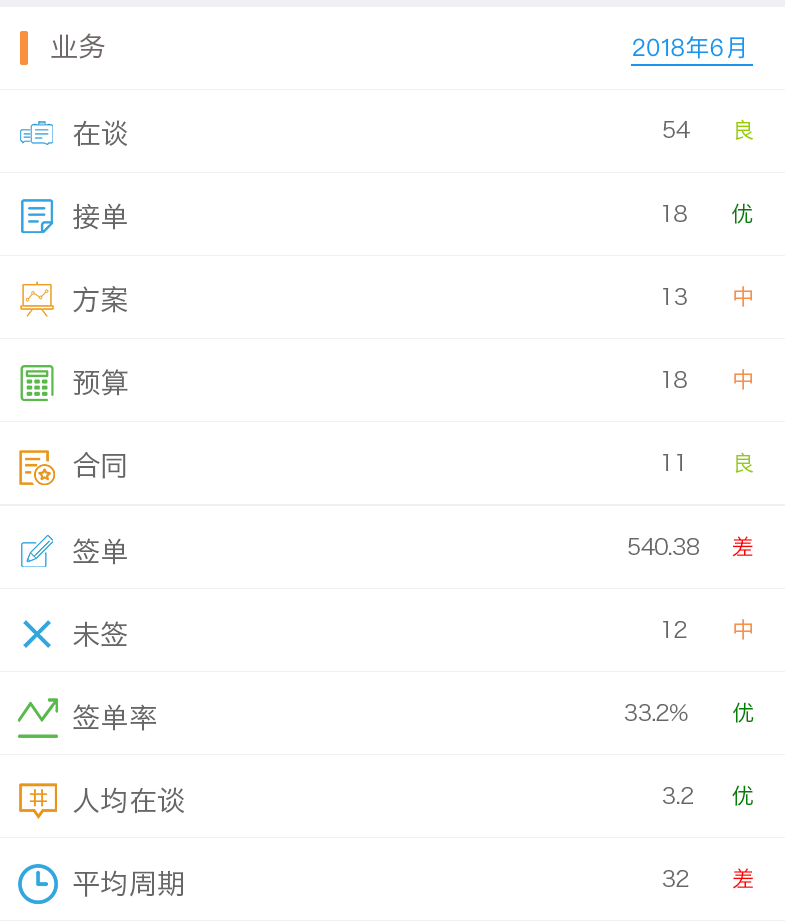 业务 2018年6月
在谈 54 良
接单 18 优
方案 13 中
预算 18 中
合同 11 良
签单 540.38 差
未签 12 中
签单率 33.2% 优
人均在谈 3.2 优
平均周期 32 差